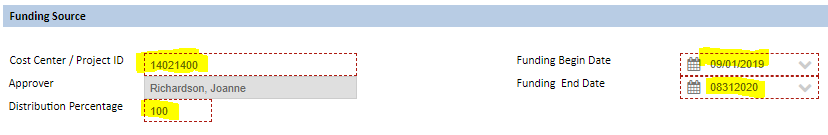 Funding Source
Cost Center / Project ID 14021400 Funding Begin Date 09/01/2019
Approver Richardson, Joanne Funding End Date 08312020
Distribution Percentage 100